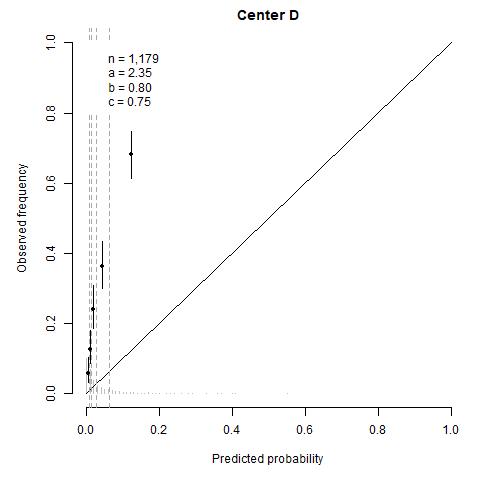 Center D
n = 1,179
a = 2.35
b = 0.80
c = 0.75
Observed frequency
1.0
0.8
0.6
0.4
0.2
0.0
0.0 0.2 0.4 0.6 0.8 1.0
Predicted probability